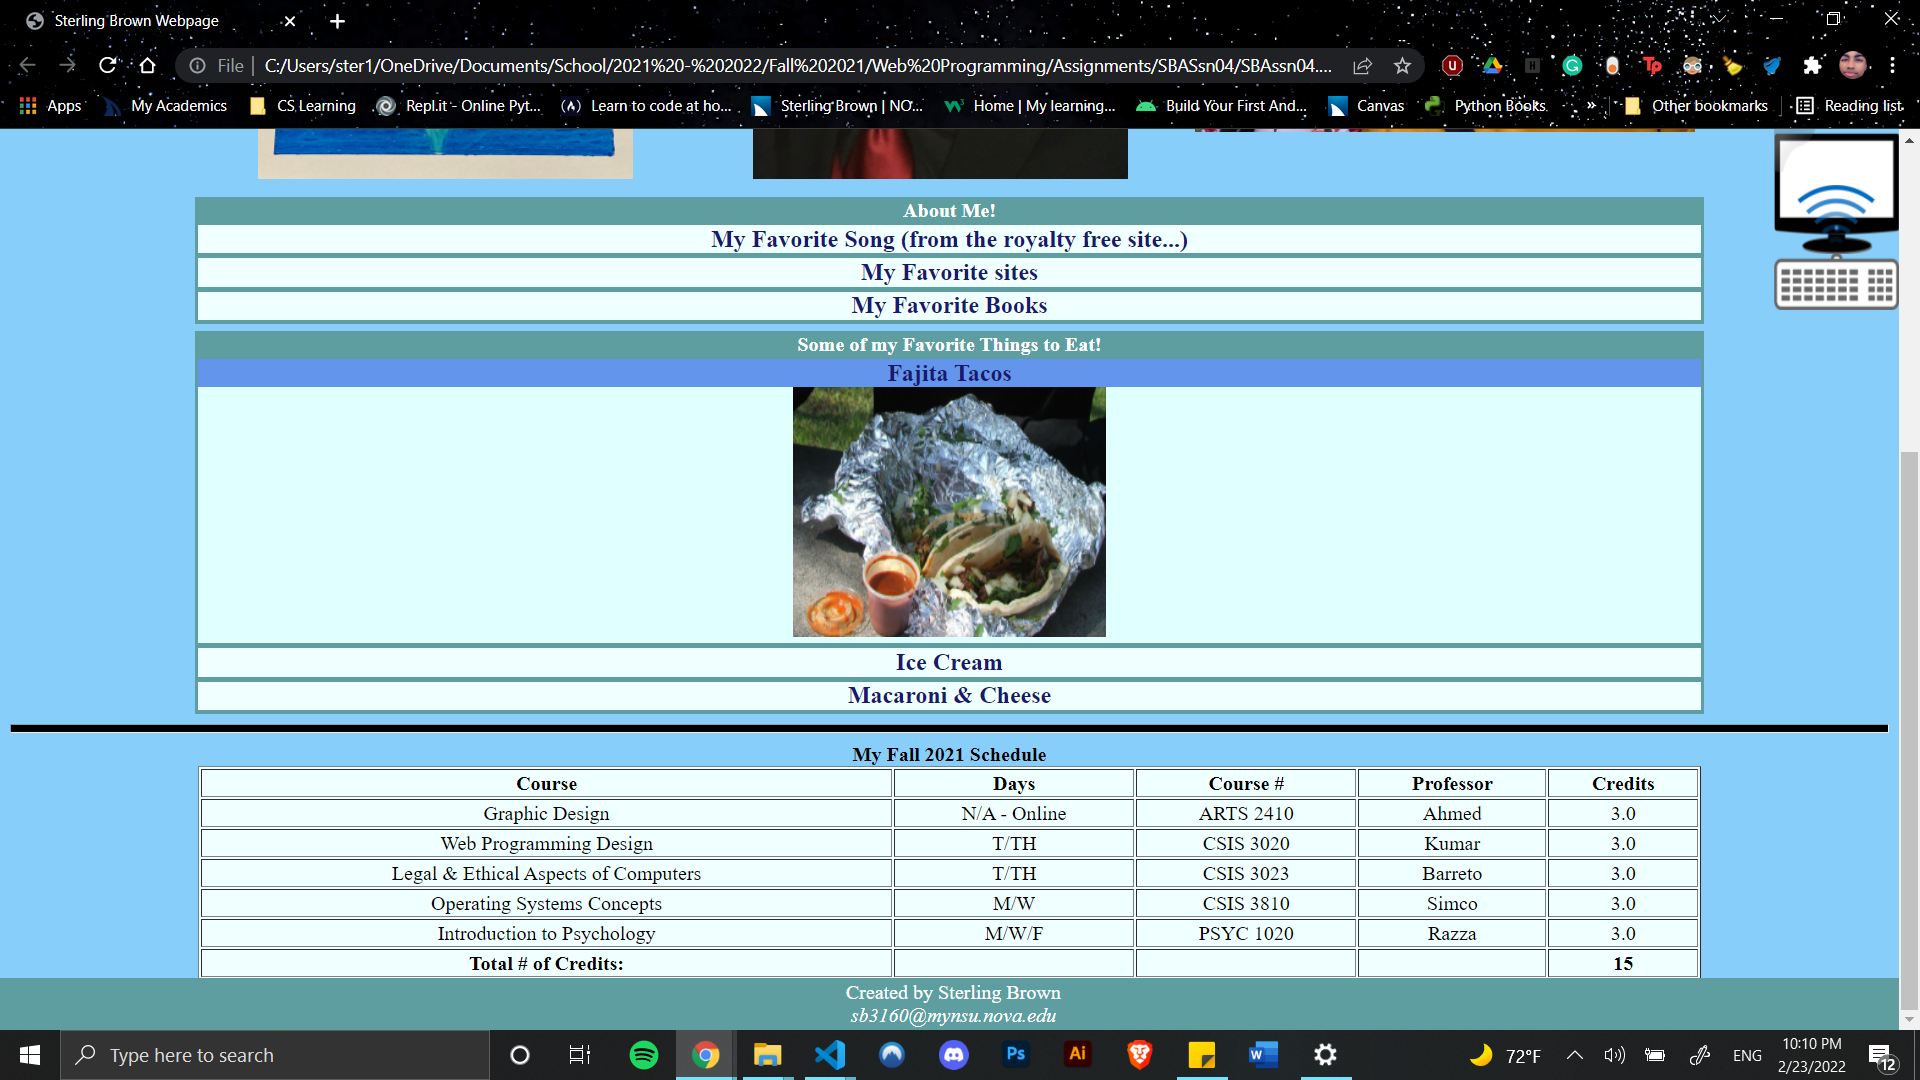 Sterling Brown Webpage
File C:/Users/ster1/OneDrive/Documents/School/2021%20-%202022/Fall%202021/Web%20Programming/Assignments/SBASsn04/SBAssn04....
Apps My Academics CS Learning Repl.it - Online Pyt... Learn to code at ho... Sterling Brown | NO... Home | My learning... Build Your First And... Canvas Python Books » Other bookmarks Reading list
About Me!
My Favorite Song (from the royalty free site...)
My Favorite sites
My Favorite Books
Some of my Favorite Things to Eat!
Fajita Tacos
Ice Cream
Macaroni & Cheese
My Fall 2021 Schedule
Course Days Course # Professor Credits
Graphic Design N/A - Online ARTS 2410 Ahmed 3.0
Web Programming Design T/TH CSIS 3020 Kumar 3.0
Legal & Ethical Aspects of Computers T/TH CSIS 3023 Barreto 3.0
Operating Systems Concepts M/W CSIS 3810 Simco 3.0
Introduction to Psychology M/W/F PSYC 1020 Razza 3.0
Total # of Credits: 15
Created by Sterling Brown
sb3160@mynsu.nova.edu
Type here to search Ps Ai W 72°F ENG 10:10 PM
2/23/2022 12